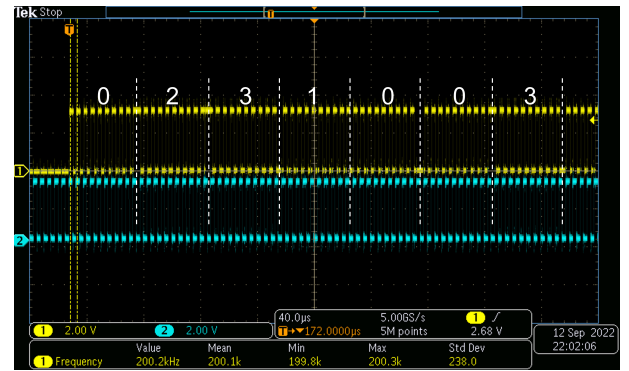 Tek Stop
T
T
0 2 3 1 0 0 3
1
2
1 2.00 V 2 2.00 V
40.0µs 5.00GS/s 1
T→▼172.0000µs 5M points 2.68 V
12 Sep 2022
22:02:06
Value Mean Min Max Std Dev
1 Frequency 200.2kHz 200.1k 199.8k 200.3k 238.0